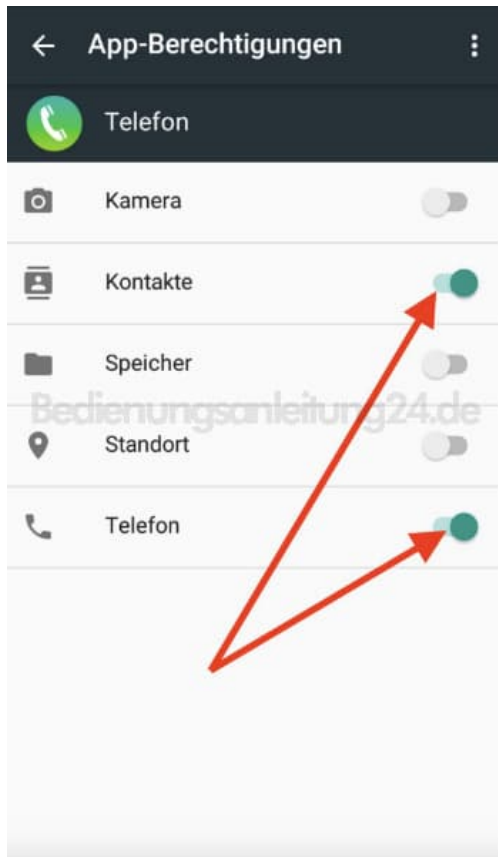 App-Berechtigungen
Telefon
Kamera
Kontakte
Speicher
Bedienungsanleitung24.de
Standort
Telefon